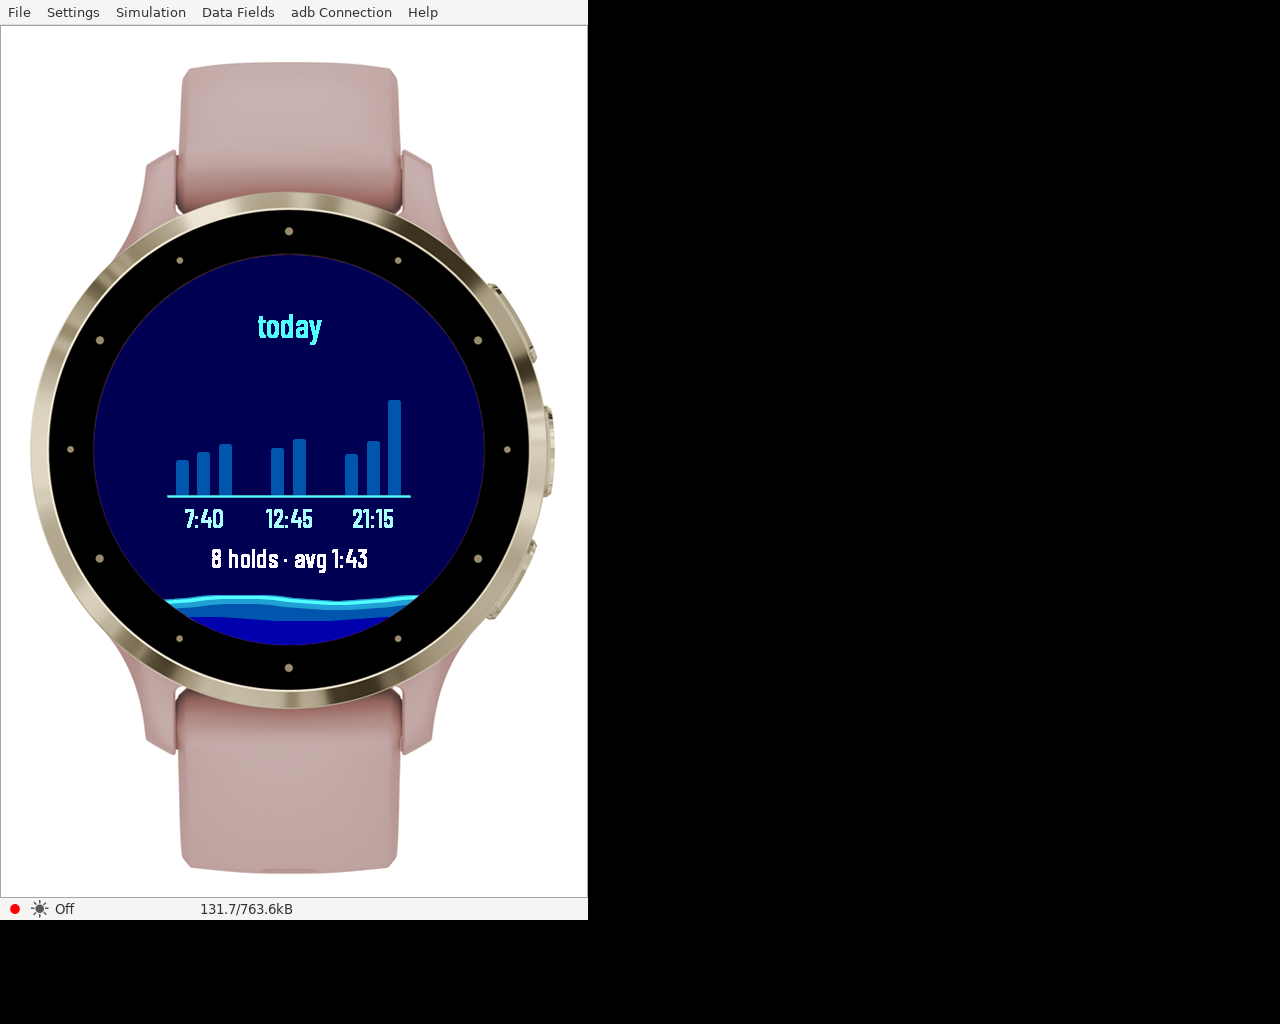 File Settings Simulation Data Fields adb Connection Help
today
7:40 12:45 21:15
8 holds · avg 1:43
Off 131.7/763.6kB